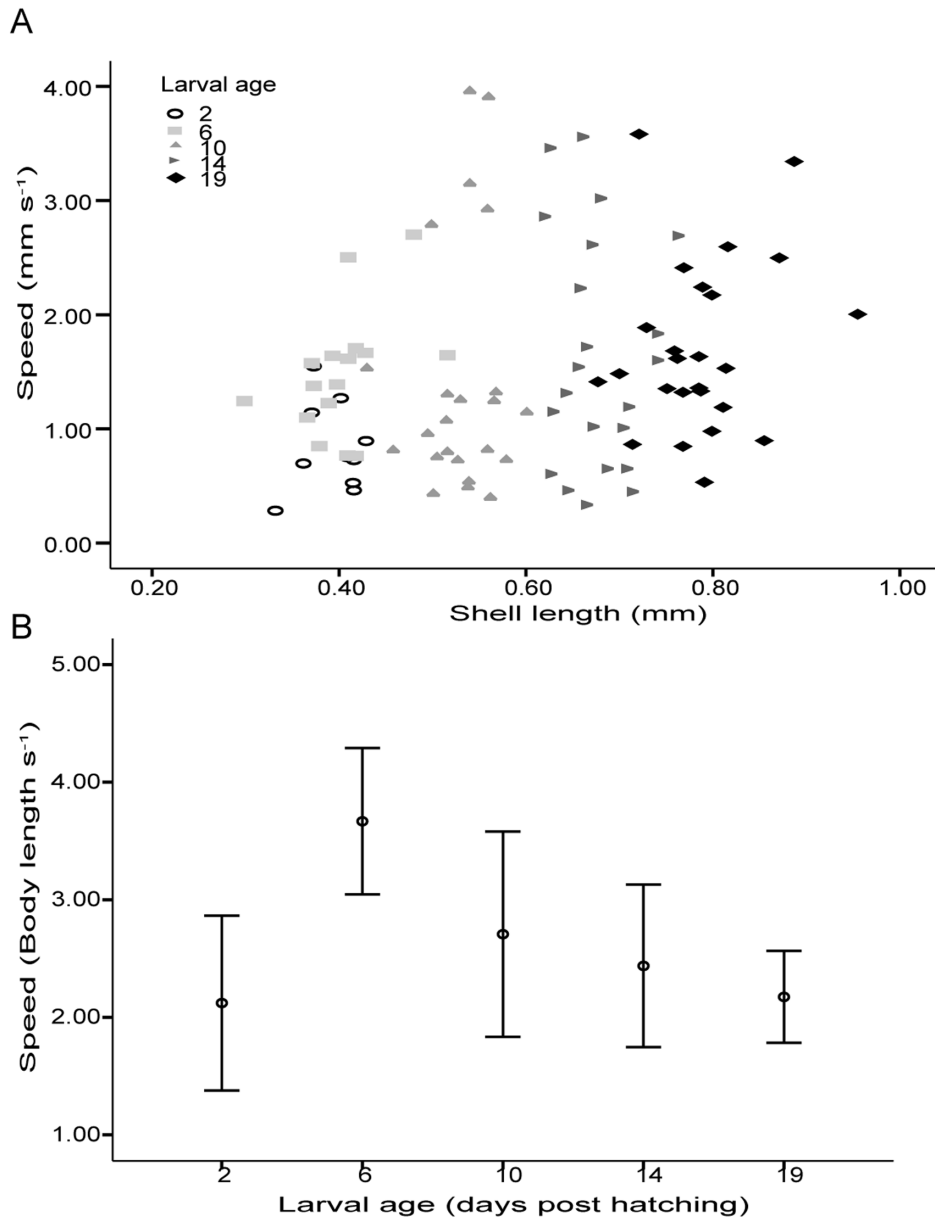 A
Larval age
2
6
10
14
19
4.00
3.00
2.00
1.00
0.00
Speed (mm s⁻¹)
0.20 0.40 0.60 0.80 1.00
Shell length (mm)
B
5.00
4.00
3.00
2.00
1.00
Speed (Body length s⁻¹)
2 6 10 14 19
Larval age (days post hatching)